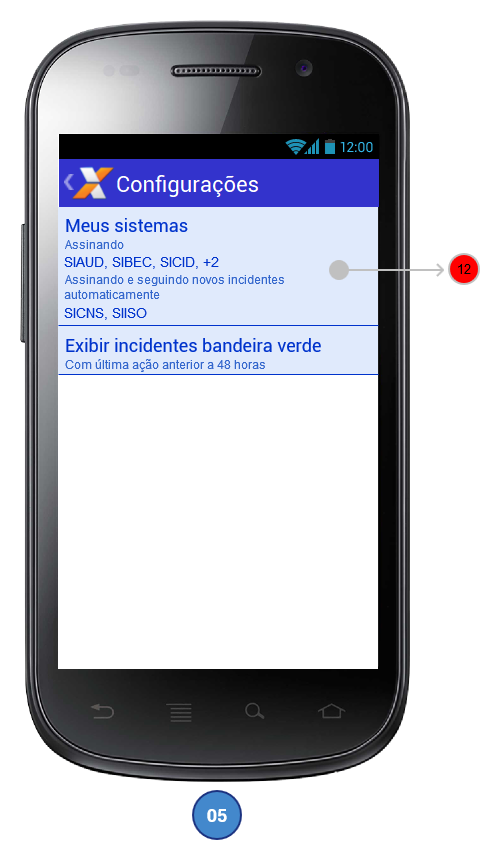 12:00
Configurações
Meus sistemas
Assinando
SIAUD, SIBEC, SICID, +2
Assinando e seguindo novos incidentes
automaticamente
SICNS, SIISO
12
Exibir incidentes bandeira verde
Com última ação anterior a 48 horas
05